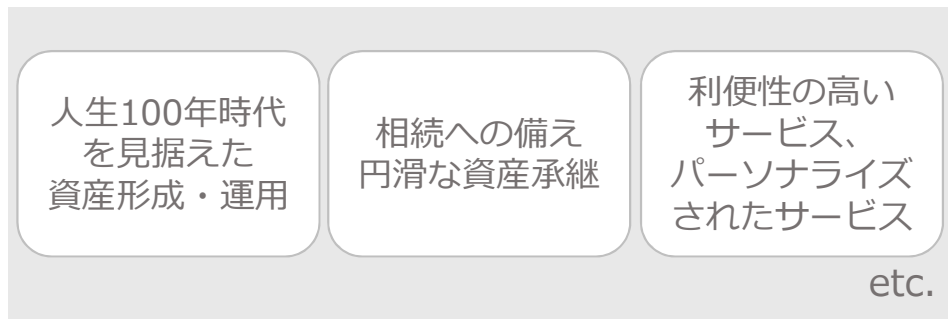 人生100年時代
を見据えた
資産形成・運用
相続への備え
円滑な資産承継
利便性の高い
サービス、
パーソナライズ
されたサービス
etc.